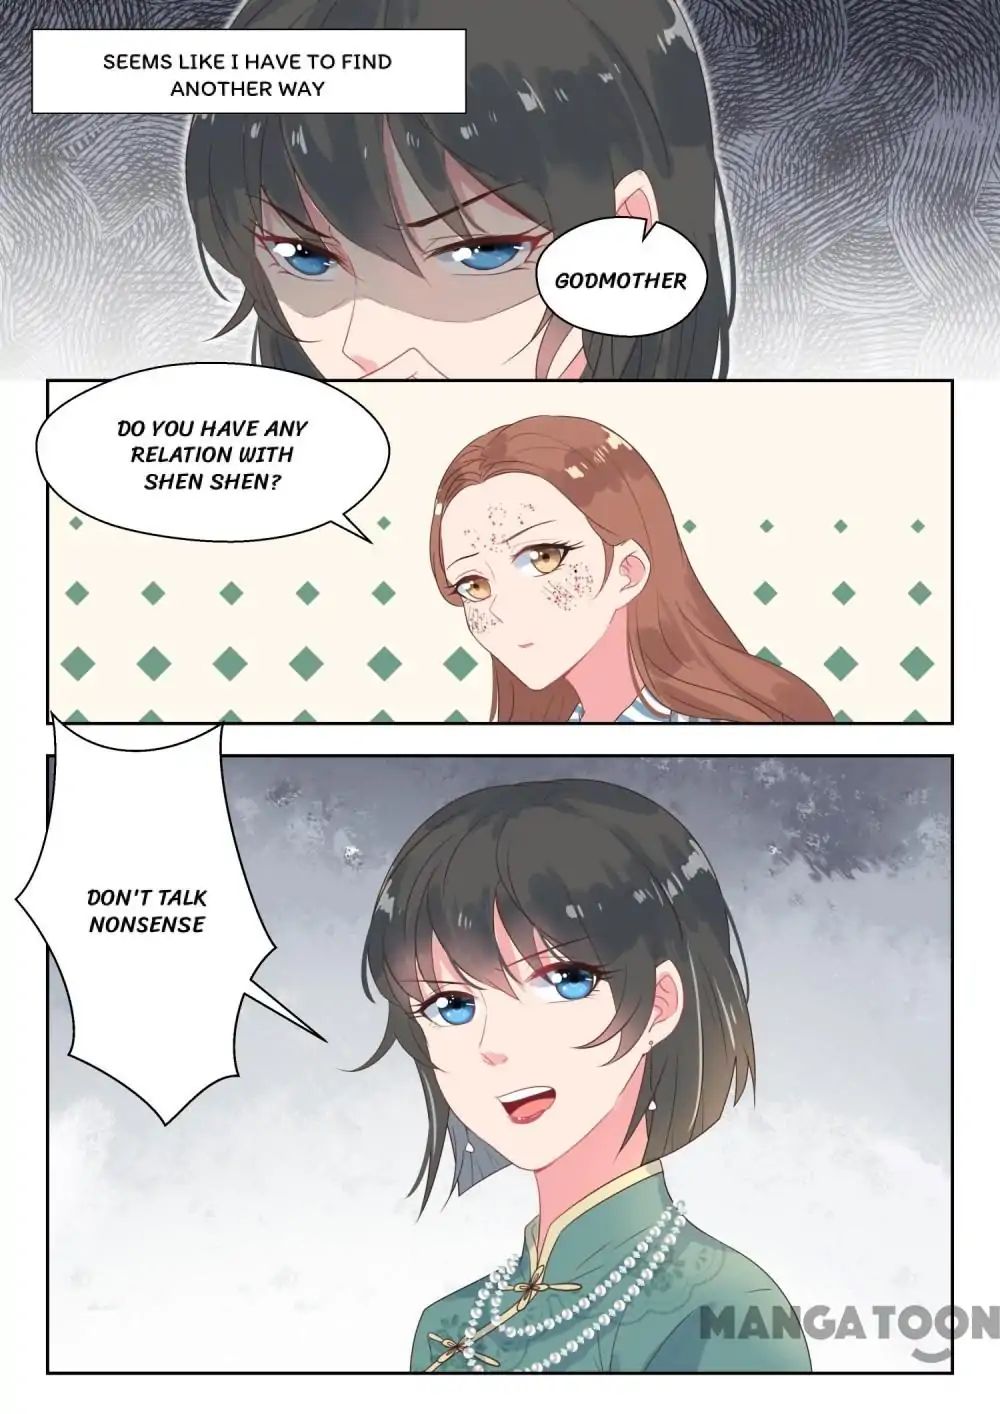 SEEMS LIKE I HAVE TO FIND
ANOTHER WAY
GODMOTHER
DO YOU HAVE ANY
RELATION WITH
SHEN SHEN?
DON'T TALK
NONSENSE
MANGATOON